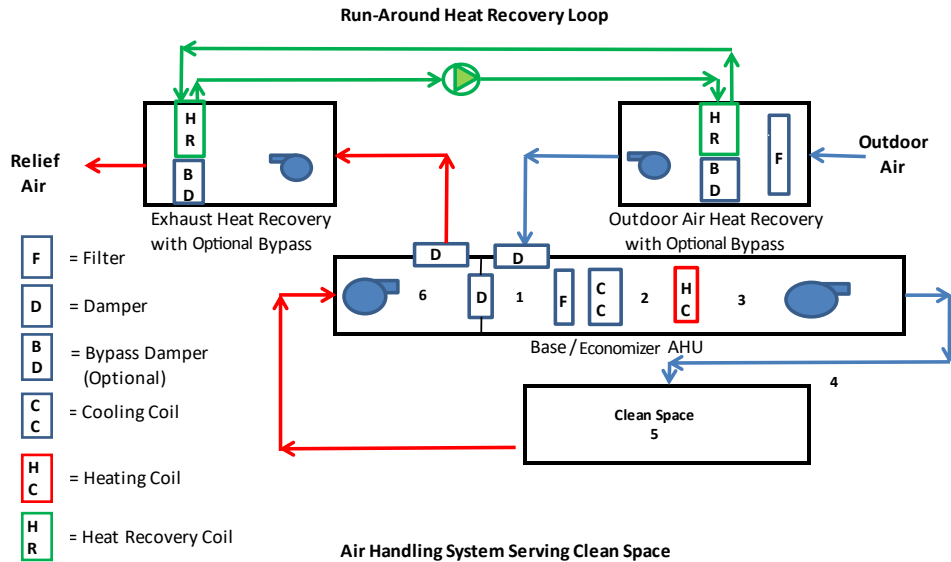 Run-Around Heat Recovery Loop
H
R
B
D
H
R
B
D
F
Relief
Air
Outdoor
Air
Exhaust Heat Recovery
with Optional Bypass
Outdoor Air Heat Recovery
with Optional Bypass
D
D
6
D
1
F
C
C
2
H
C
3
Base / Economizer AHU
4
Clean Space
5
F
= Filter
D
= Damper
B
D
= Bypass Damper
(Optional)
C
C
= Cooling Coil
H
C
= Heating Coil
H
R
= Heat Recovery Coil
Air Handling System Serving Clean Space